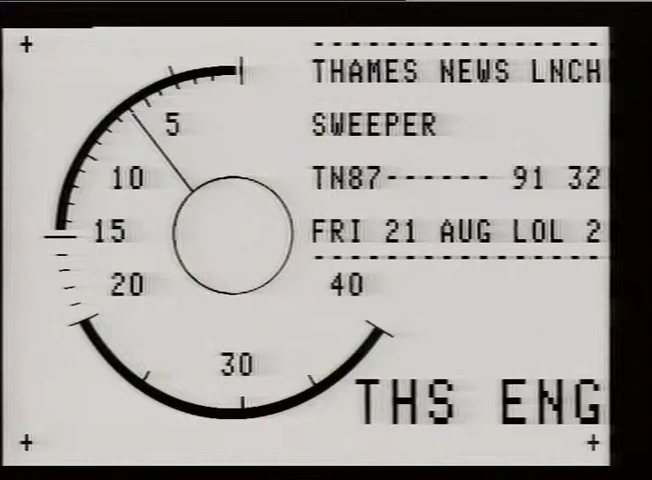 THAMES NEWS LNCH
SWEEPER
TN87------ 91 32
FRI 21 AUG LOL 2
5
10
15
20
30
40
THS ENG